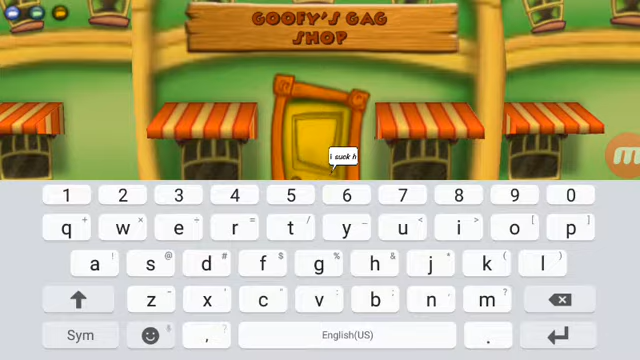 GOOFY'S GAG
SHOP
i suck h
1 2 3 4 5 6 7 8 9 0
q + w × e ÷ r = t / y _ u < i > o [ p ]
a ! s @ d # f $ g % h & j * k ( l )
z - x ' c " v : b ; n , m ?
Sym , ? English(US) .
m